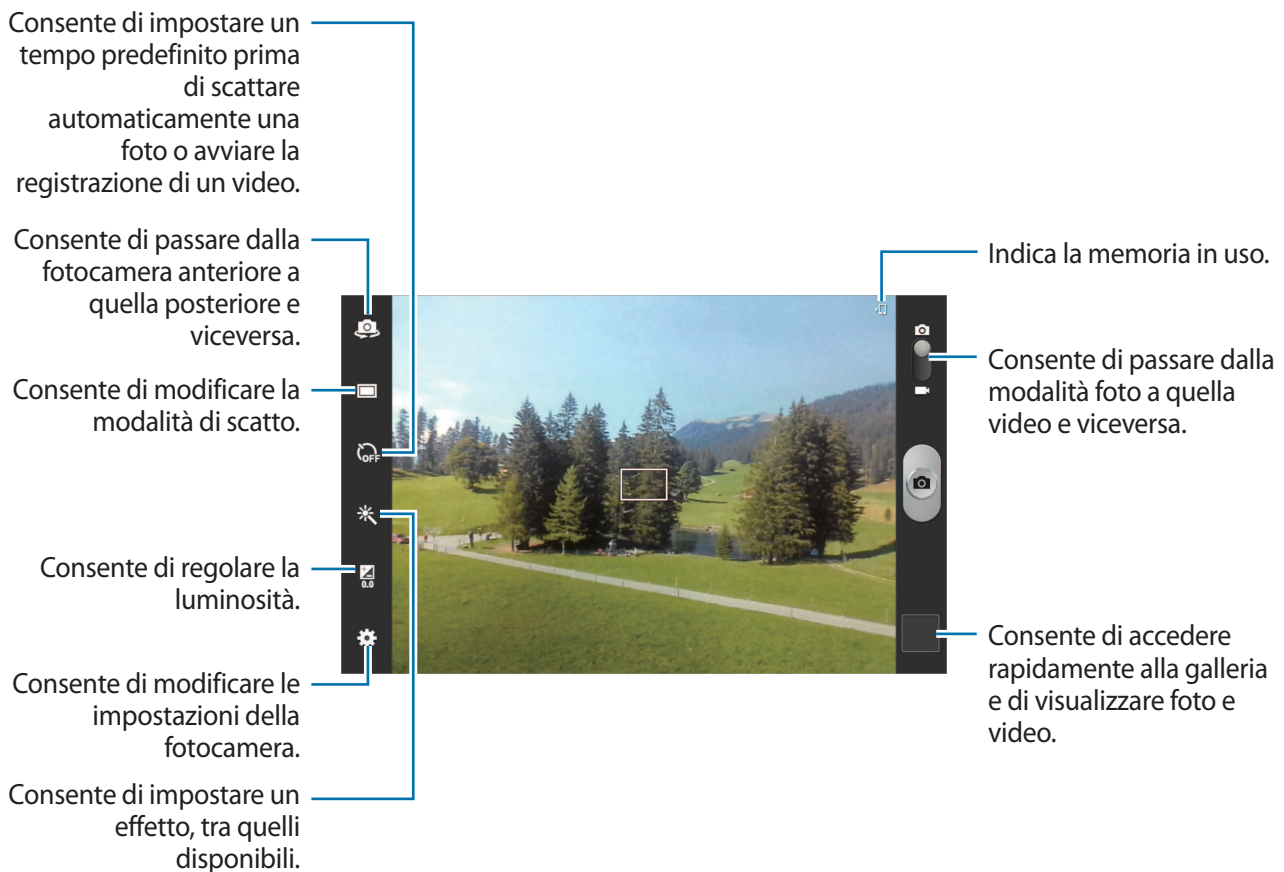 Consente di impostare un
tempo predefinito prima
di scattare
automaticamente una
foto o avviare la
registrazione di un video.
Consente di passare dalla
fotocamera anteriore a
quella posteriore e
viceversa.
Consente di modificare la
modalità di scatto.
OFF
Consente di regolare la
luminosità.
0.0
Consente di modificare le
impostazioni della
fotocamera.
Consente di impostare un
effetto, tra quelli
disponibili.
Indica la memoria in uso.
Consente di passare dalla
modalità foto a quella
video e viceversa.
Consente di accedere
rapidamente alla galleria
e di visualizzare foto e
video.